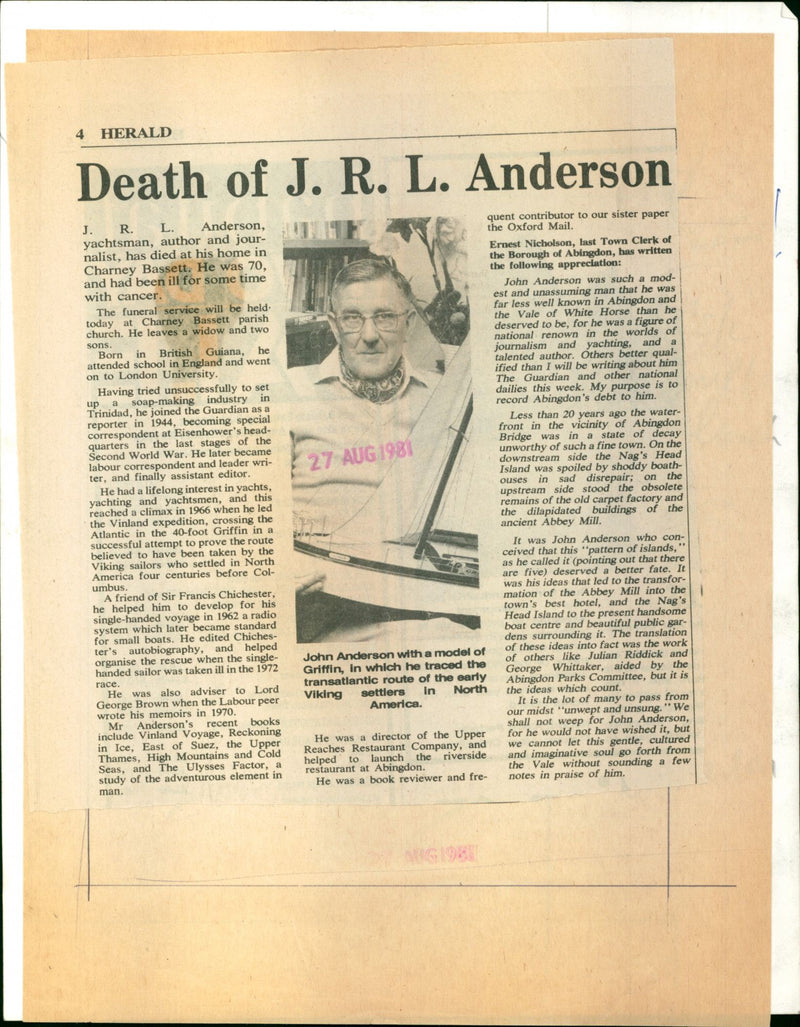 4 HERALD
Death of J. R. L. Anderson
J. R. L. Anderson,
yachtsman, author and jour-
nalist, has died at his home in
Charney Bassett. He was 70,
and had been ill for some time
with cancer.
The funeral service will be held
today at Charney Bassett parish
church. He leaves a widow and two
sons.
Born in British Guiana, he
attended school in England and went
on to London University.
Having tried unsuccessfully to set
up a soap-making industry in
Trinidad, he joined the Guardian as a
reporter in 1944, becoming special
correspondent at Eisenhower's head-
quarters in the last stages of the
Second World War. He later became
labour correspondent and leader wri-
ter, and finally assistant editor.
He had a lifelong interest in yachts,
yachting and yachtsmen, and this
reached a climax in 1966 when he led
the Vinland expedition, crossing the
Atlantic in the 40-foot Griffin in a
successful attempt to prove the route
believed to have been taken by the
Viking sailors who settled in North
America four centuries before Col-
umbus.
A friend of Sir Francis Chichester,
he helped him to develop for his
single-handed voyage in 1962 a radio
system which later became standard
for small boats. He edited Chiches-
ter's autobiography, and helped
organise the rescue when the single-
handed sailor was taken ill in the 1972
race.
He was also adviser to Lord
George Brown when the Labour peer
wrote his memoirs in 1970.
Mr Anderson's recent books
include Vinland Voyage, Reckoning
in Ice, East of Suez, the Upper
Thames, High Mountains and Cold
Seas, and The Ulysses Factor, a
study of the adventurous element in
man.
27 AUG 1981
John Anderson with a model of
Griffin, in which he traced the
transatlantic route of the early
Viking settlers in North
America.
He was a director of the Upper
Reaches Restaurant Company, and
helped to launch the riverside
restaurant at Abingdon.
He was a book reviewer and fre-
quent contributor to our sister paper
the Oxford Mail.
Ernest Nicholson, last Town Clerk of
the Borough of Abingdon, has written
the following appreciation:
John Anderson was such a mod-
est and unassuming man that he was
far less well known in Abingdon and
the Vale of White Horse than he
deserved to be, for he was a figure of
national renown in the worlds of
journalism and yachting, and a
talented author. Others better qual-
ified than I will be writing about him
The Guardian and other national
dailies this week. My purpose is to
record Abingdon's debt to him.
Less than 20 years ago the water-
front in the vicinity of Abingdon
Bridge was in a state of decay
unworthy of such a fine town. On the
downstream side the Nag's Head
Island was spoiled by shoddy boath-
ouses in sad disrepair; on the
upstream side stood the obsolete
remains of the old carpet factory and
the dilapidated buildings of the
ancient Abbey Mill.
It was John Anderson who con-
ceived that this "pattern of islands,"
as he called it (pointing out that there
are five) deserved a better fate. It
was his ideas that led to the transfor-
mation of the Abbey Mill into the
town's best hotel, and the Nag's
Head Island to the present handsome
boat centre and beautiful public gar-
dens surrounding it. The translation
of these ideas into fact was the work
of others like Julian Riddick and
George Whittaker, aided by the
Abingdon Parks Committee, but it is
the ideas which count.
It is the lot of many to pass from
our midst "unwept and unsung." We
shall not weep for John Anderson,
for he would not have wished it, but
we cannot let this gentle, cultured
and imaginative soul go forth from
the Vale without sounding a few
notes in praise of him.
AUG 1981